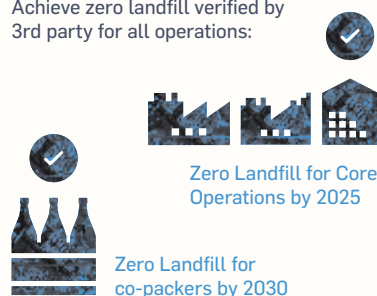 Achieve zero landfill verified by
3rd party for all operations:
Zero Landfill for Core
Operations by 2025
Zero Landfill for
co-packers by 2030